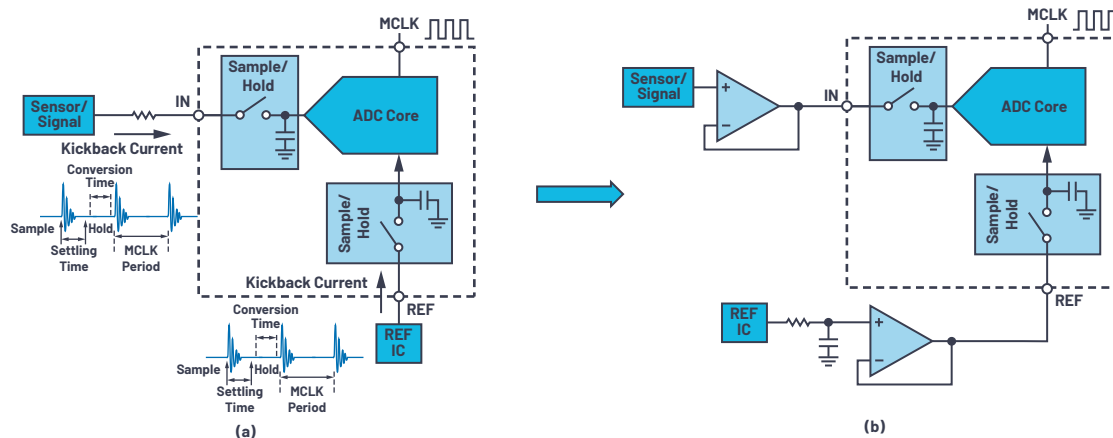 MCLK
Sample/
Hold
Sensor/
Signal
IN
ADC Core
Kickback Current
Conversion
Time
Sample
Hold
Settling
Time
MCLK
Period
Sample/
Hold
Kickback Current
REF
Conversion
Time
REF
IC
Sample
Hold
Settling
Time
MCLK
Period
(a)
MCLK
Sample/
Hold
Sensor/
Signal
+
−
IN
ADC Core
Sample/
Hold
REF
REF
IC
+
−
(b)